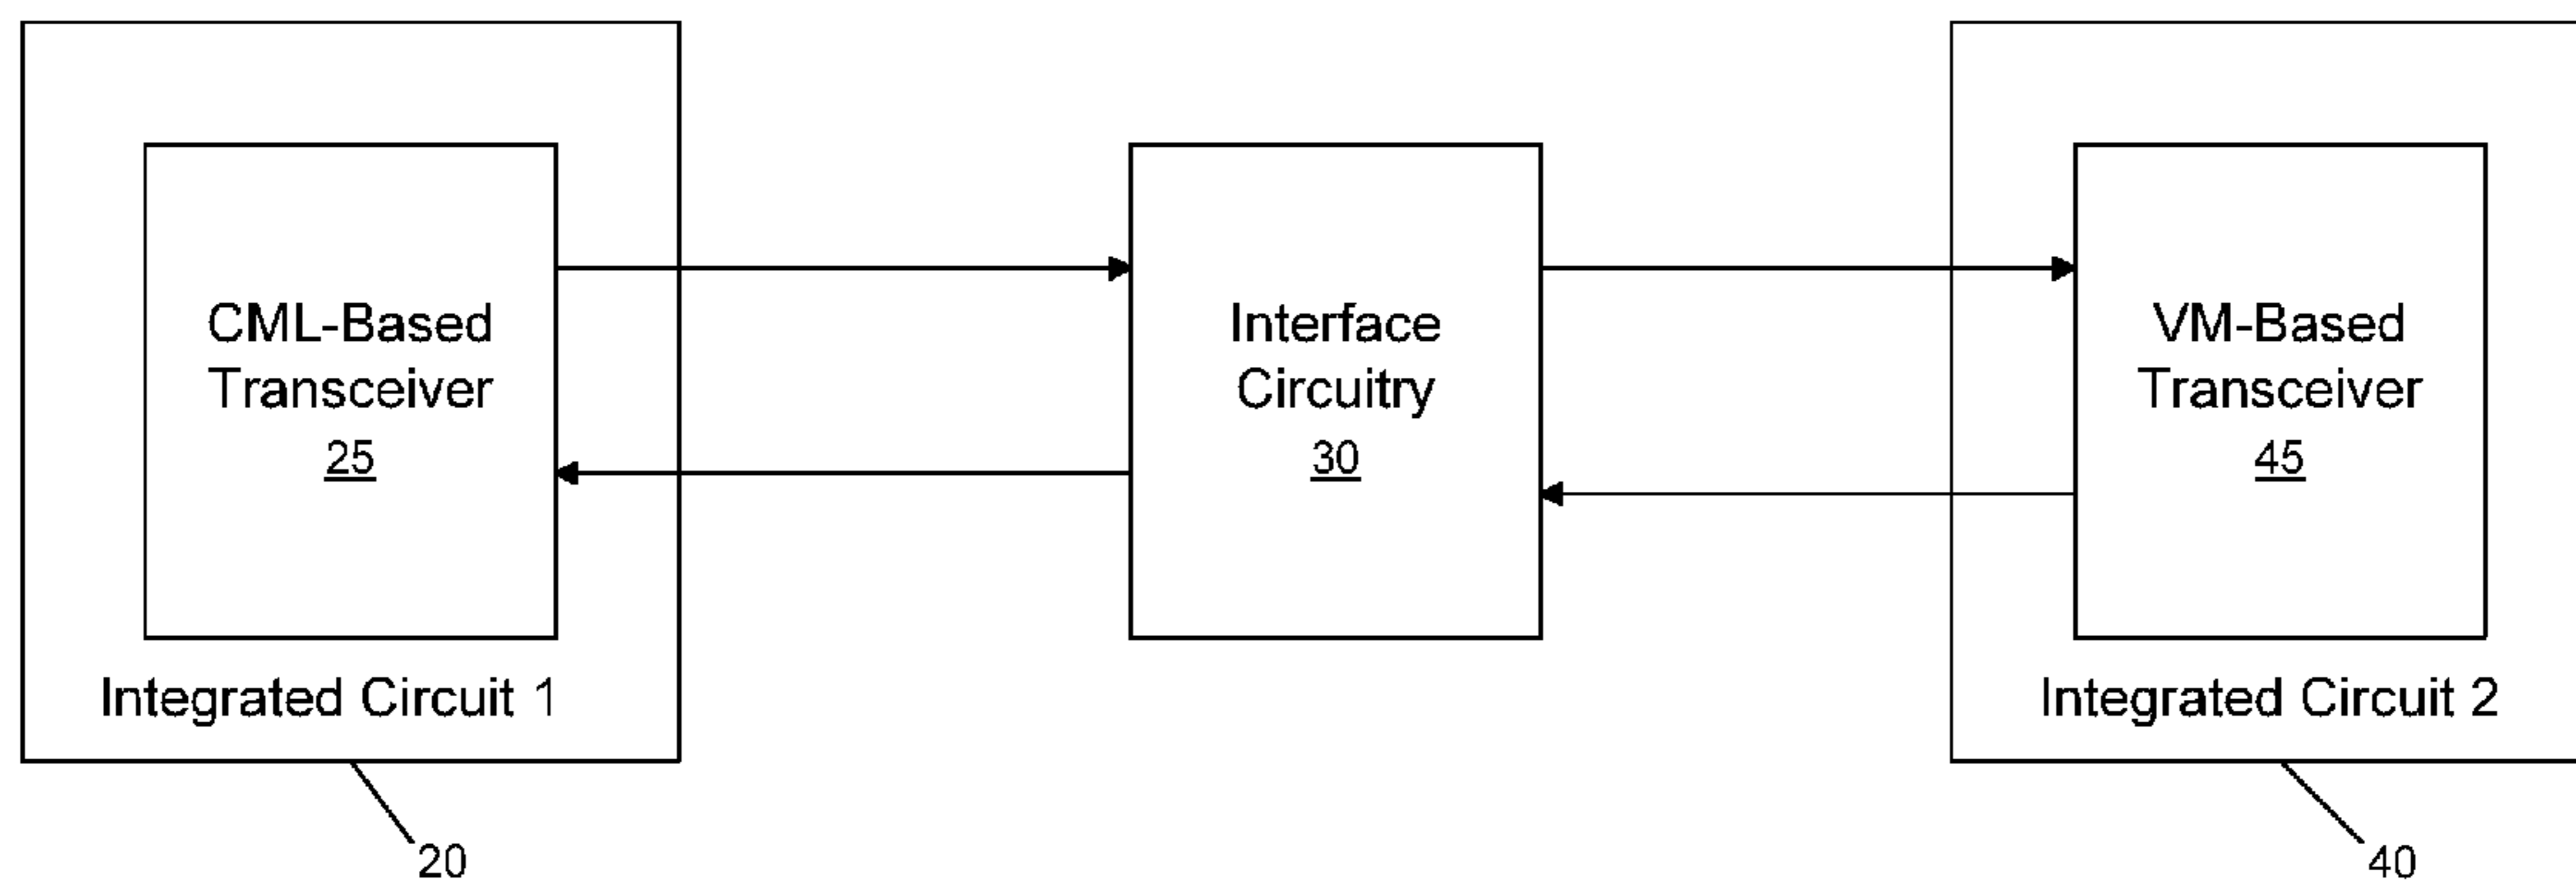 CML-Based
Transceiver
25
Integrated Circuit 1
20
Interface
Circuitry
30
VM-Based
Transceiver
45
Integrated Circuit 2
40